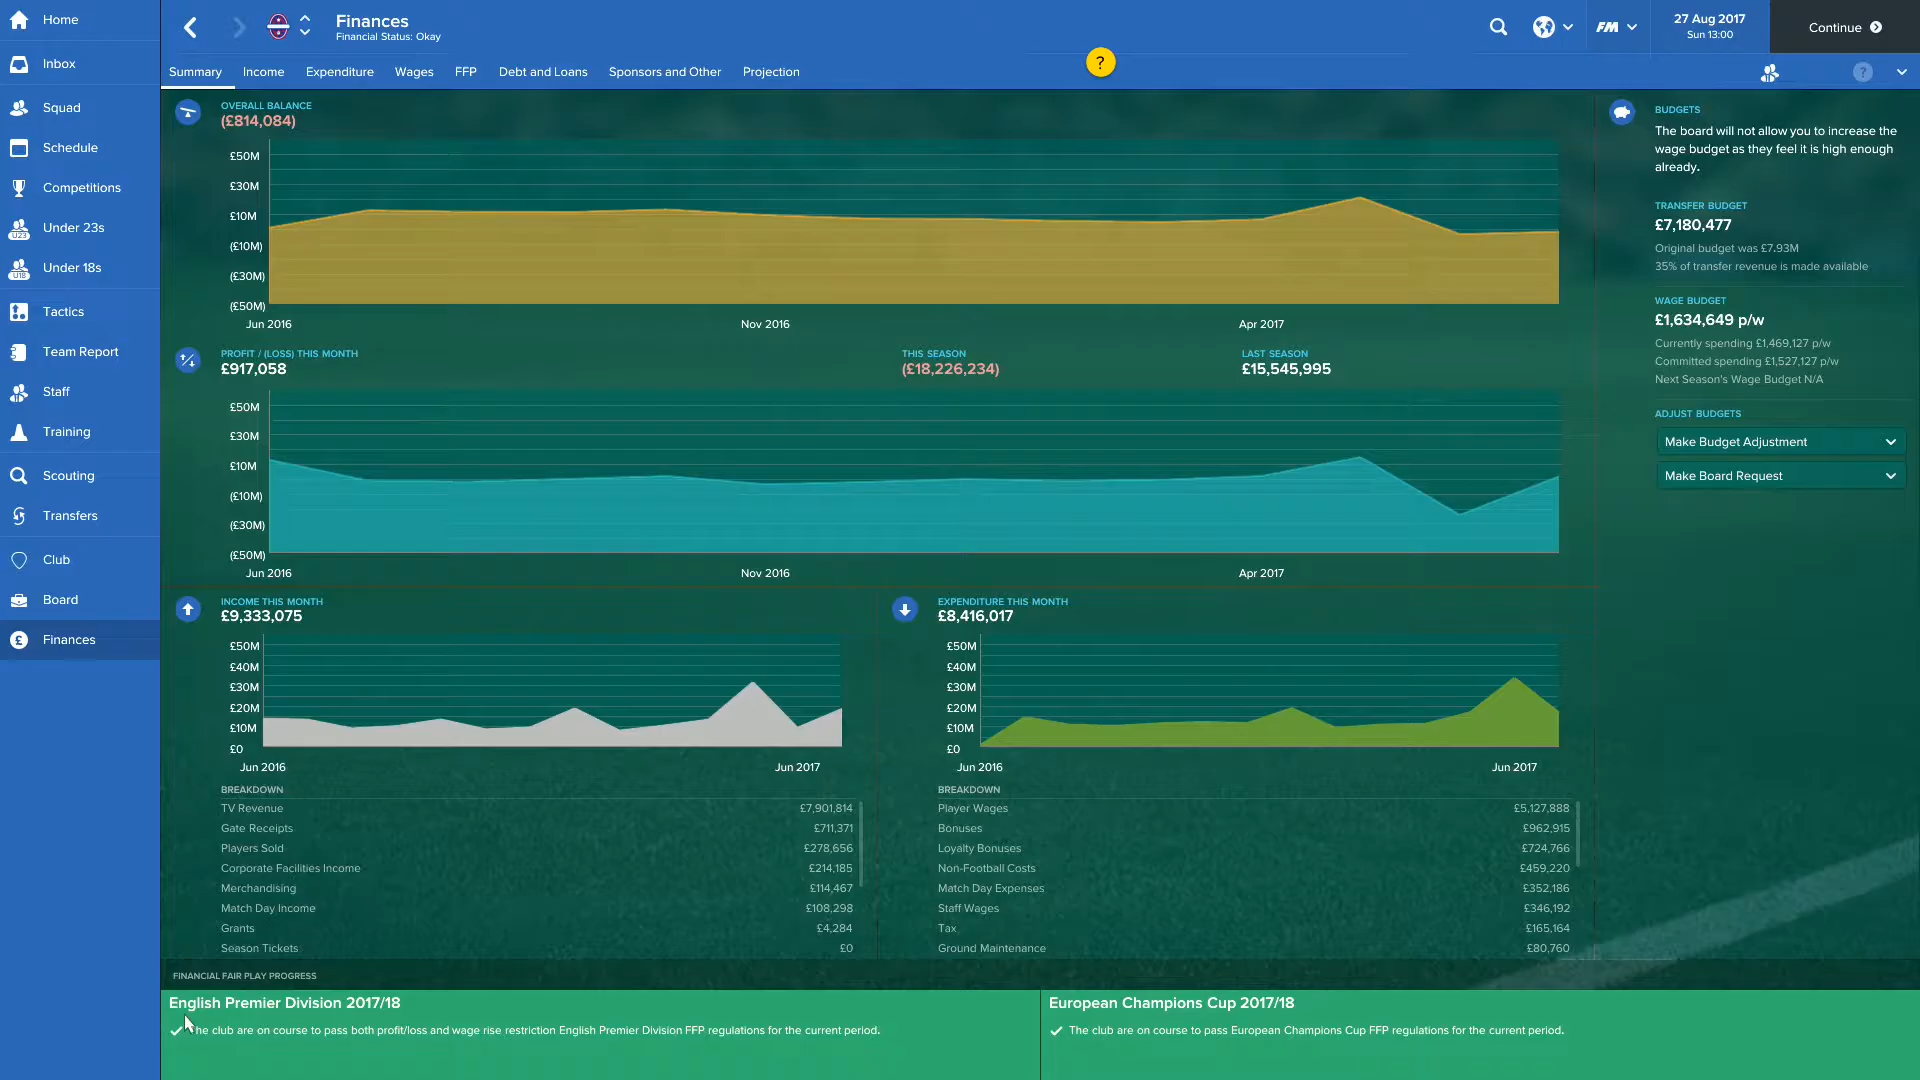 Home
Inbox
Squad
Schedule
Competitions
Under 23s
Under 18s
Tactics
Team Report
Staff
Training
Scouting
Transfers
Club
Board
Finances
Finances
Financial Status: Okay
FM
27 Aug 2017
Sun 13:00
Continue
Summary
Income
Expenditure
Wages
FFP
Debt and Loans
Sponsors and Other
Projection
?
?
OVERALL BALANCE
(£814,084)
£50M
£30M
£10M
(£10M)
(£30M)
(£50M)
Jun 2016
Nov 2016
Apr 2017
PROFIT / (LOSS) THIS MONTH
£917,058
THIS SEASON
(£18,226,234)
LAST SEASON
£15,545,995
£50M
£30M
£10M
(£10M)
(£30M)
(£50M)
Jun 2016
Nov 2016
Apr 2017
INCOME THIS MONTH
£9,333,075
£50M
£40M
£30M
£20M
£10M
£0
Jun 2016
Jun 2017
BREAKDOWN
TV Revenue £7,901,814
Gate Receipts £711,371
Players Sold £278,656
Corporate Facilities Income £214,185
Merchandising £114,467
Match Day Income £108,298
Grants £4,284
Season Tickets £0
EXPENDITURE THIS MONTH
£8,416,017
£50M
£40M
£30M
£20M
£10M
£0
Jun 2016
Jun 2017
BREAKDOWN
Player Wages £5,127,888
Bonuses £962,915
Loyalty Bonuses £724,766
Non-Football Costs £459,220
Match Day Expenses £352,186
Staff Wages £346,192
Tax £165,164
Ground Maintenance £80,760
BUDGETS
The board will not allow you to increase the
wage budget as they feel it is high enough
already.
TRANSFER BUDGET
£7,180,477
Original budget was £7.93M
35% of transfer revenue is made available
WAGE BUDGET
£1,634,649 p/w
Currently spending £1,469,127 p/w
Committed spending £1,527,127 p/w
Next Season's Wage Budget N/A
ADJUST BUDGETS
Make Budget Adjustment
Make Board Request
FINANCIAL FAIR PLAY PROGRESS
English Premier Division 2017/18
he club are on course to pass both profit/loss and wage rise restriction English Premier Division FFP regulations for the current period.
European Champions Cup 2017/18
The club are on course to pass European Champions Cup FFP regulations for the current period.